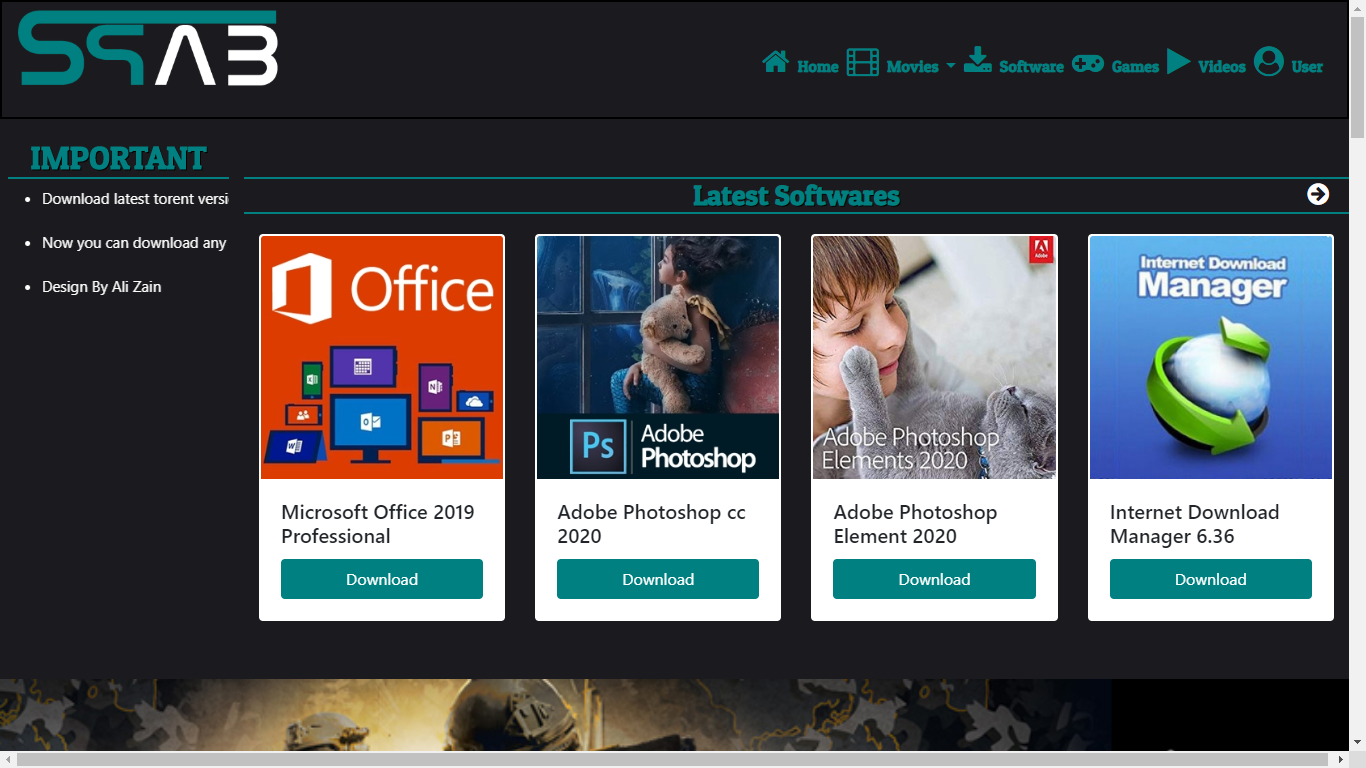 SPAB
Home Movies Software Games Videos User
IMPORTANT
Download latest torent versi
Now you can download any
Design By Ali Zain
Latest Softwares
Office
Adobe
Photoshop
Ps
Adobe
Adobe Photoshop
Elements 2020
Internet Download
Manager
Microsoft Office 2019
Professional
Download
Adobe Photoshop cc
2020
Download
Adobe Photoshop
Element 2020
Download
Internet Download
Manager 6.36
Download